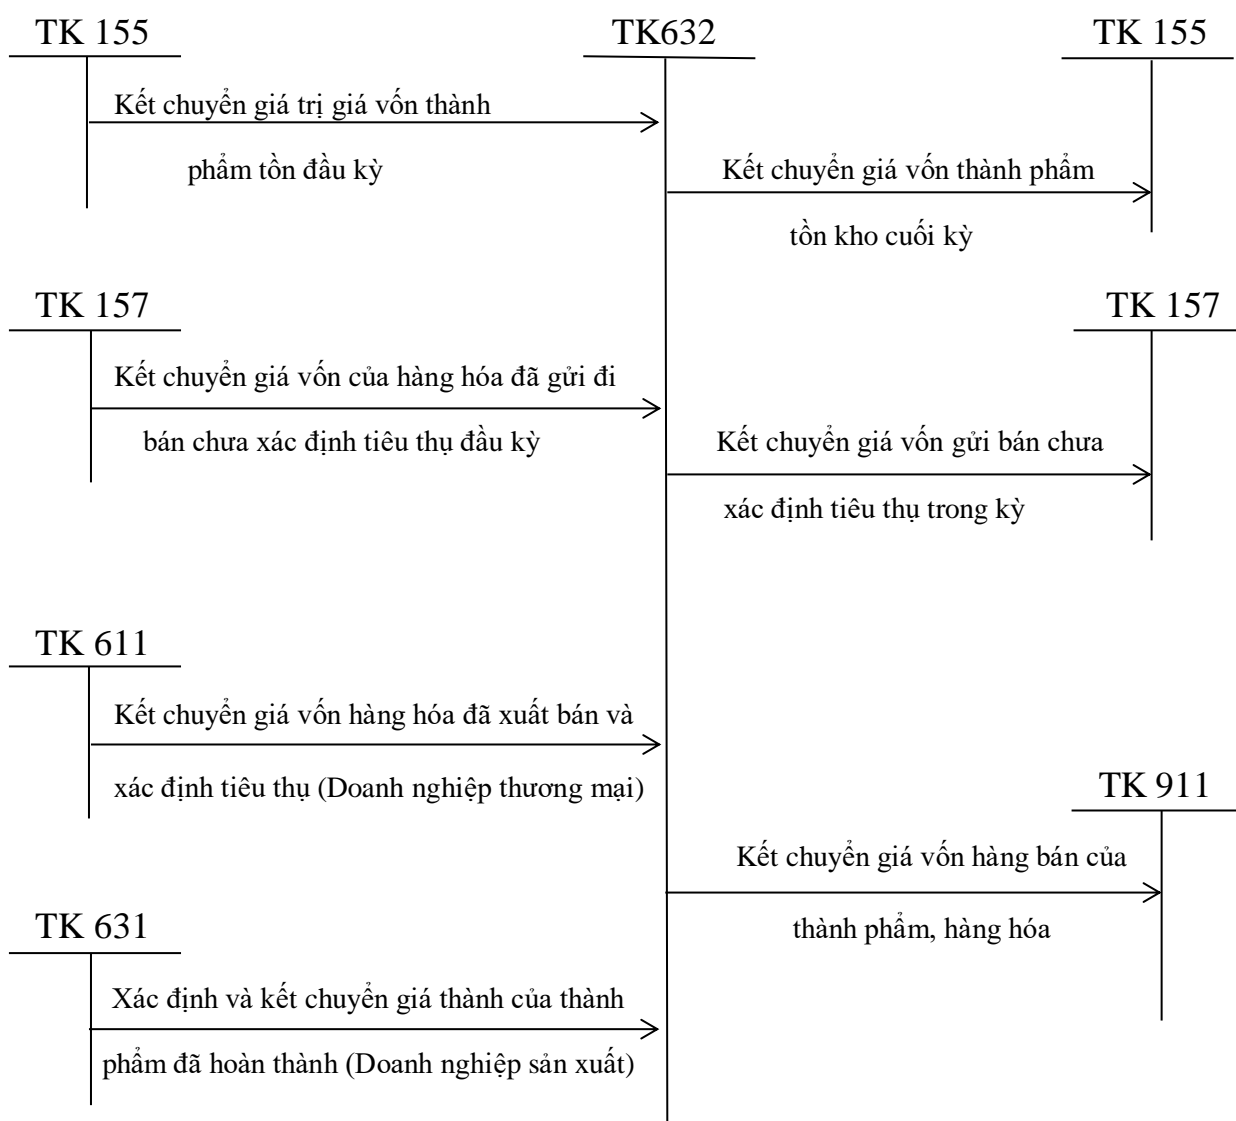 TK 155
TK632
TK 155
Kết chuyển giá trị giá vốn thành
phẩm tồn đầu kỳ
Kết chuyển giá vốn thành phẩm
tồn kho cuối kỳ
TK 157
TK 157
Kết chuyển giá vốn của hàng hóa đã gửi đi
bán chưa xác định tiêu thụ đầu kỳ
Kết chuyển giá vốn gửi bán chưa
xác định tiêu thụ trong kỳ
TK 611
Kết chuyển giá vốn hàng hóa đã xuất bán và
xác định tiêu thụ (Doanh nghiệp thương mại)
TK 911
Kết chuyển giá vốn hàng bán của
thành phẩm, hàng hóa
TK 631
Xác định và kết chuyển giá thành của thành
phẩm đã hoàn thành (Doanh nghiệp sản xuất)